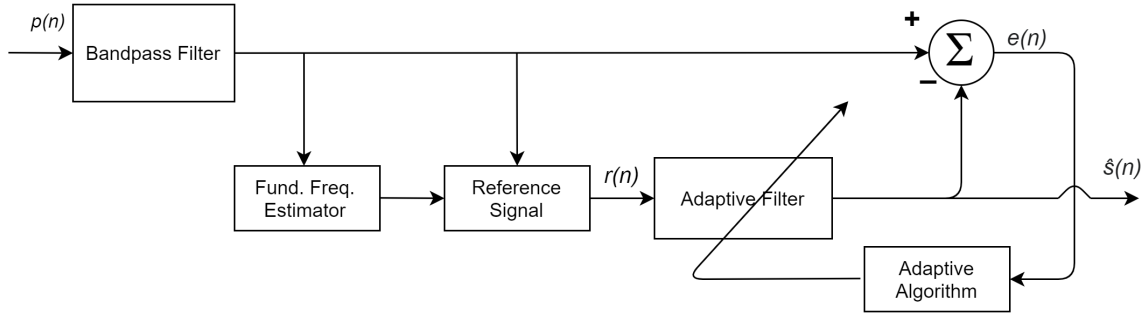 p(n)
Bandpass Filter
+
Σ
e(n)
−
Fund. Freq.
Estimator
Reference
Signal
r(n)
Adaptive Filter
ŝ(n)
Adaptive
Algorithm